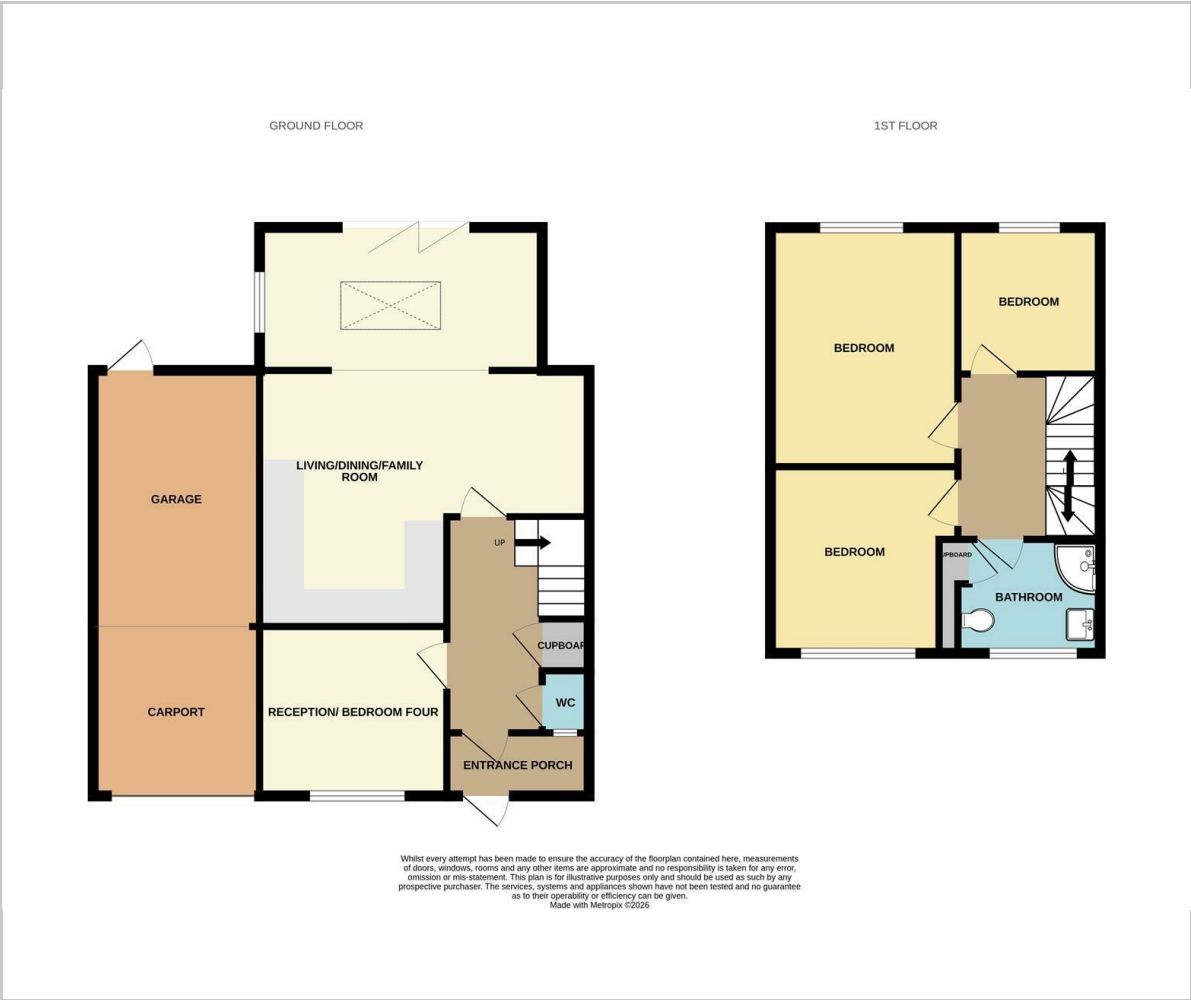 GROUND FLOOR
1ST FLOOR
BEDROOM
BEDROOM
LIVING/DINING/FAMILY
ROOM
GARAGE
UP
BEDROOM
UPBOARD
BATHROOM
CUPBOAR
WC
CARPORT
RECEPTION/ BEDROOM FOUR
ENTRANCE PORCH
Whilst every attempt has been made to ensure the accuracy of the floorplan contained here, measurements
of doors, windows, rooms and any other items are approximate and no responsibility is taken for any error,
omission or mis-statement. This plan is for illustrative purposes only and should be used as such by any
prospective purchaser. The services, systems and appliances shown have not been tested and no guarantee
as to their operability or efficiency can be given.
Made with Metropix ©2026